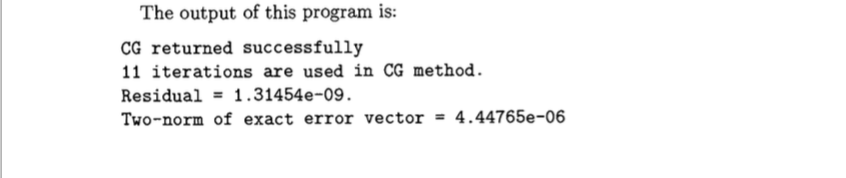 The output of this program is:
CG returned successfully
11 iterations are used in CG method.
Residual = 1.31454e-09.
Two-norm of exact error vector = 4.44765e-06